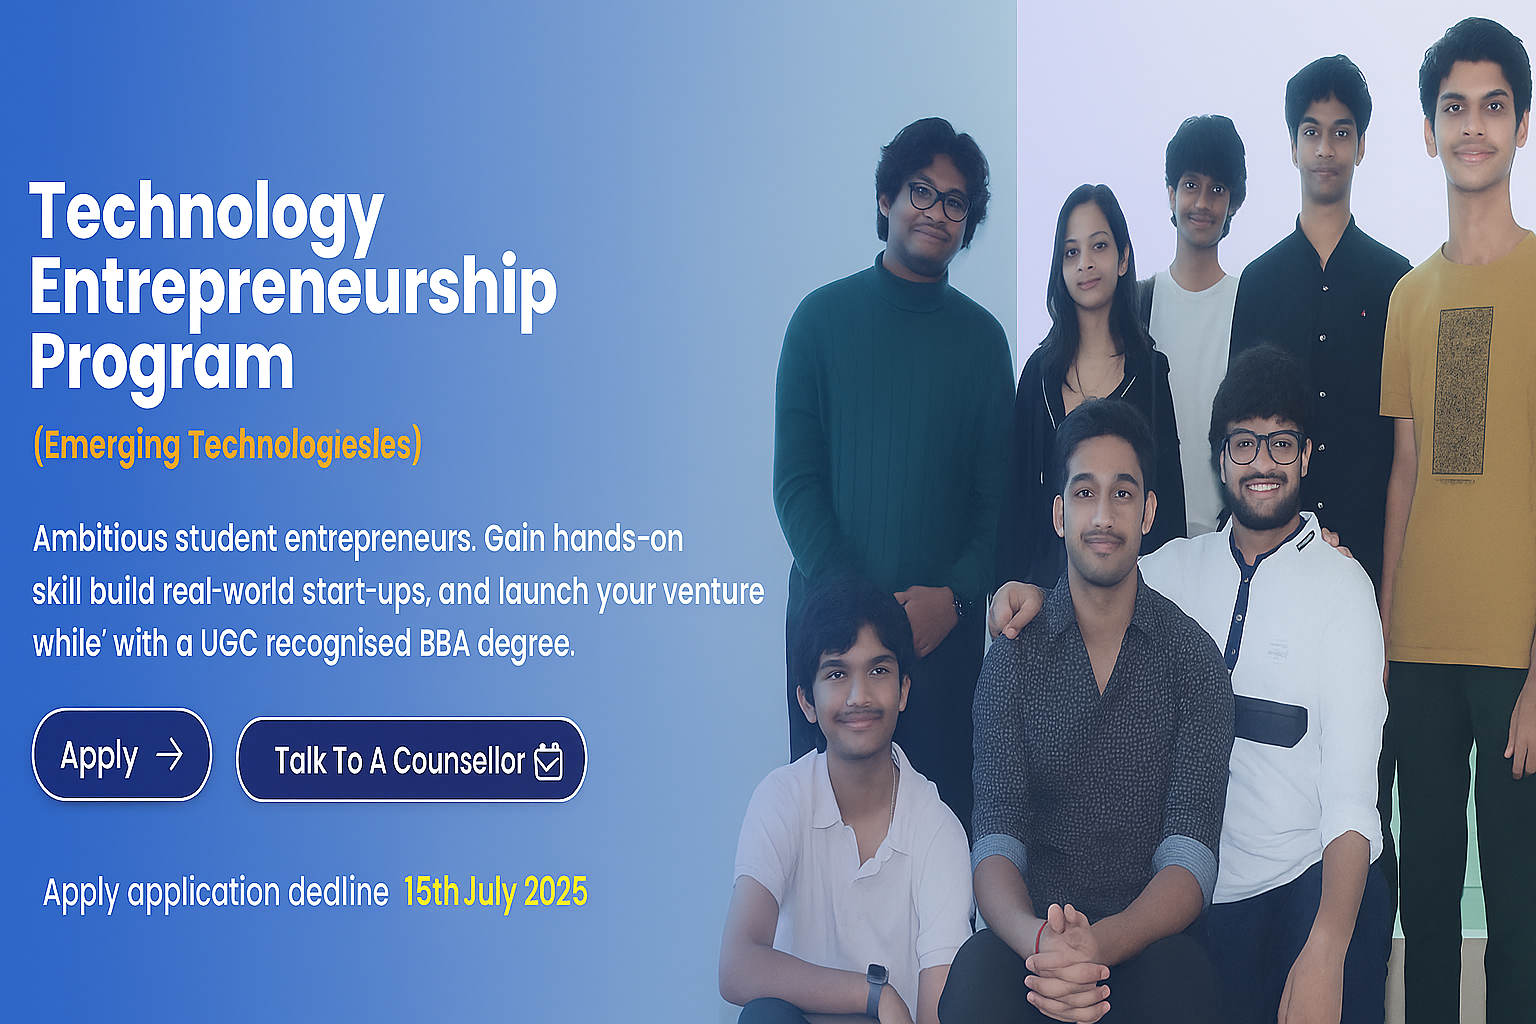 Technology
Entrepreneurship
Program
(Emerging Technologiesles)
Ambitious student entrepreneurs. Gain hands-on
skill build real-world start-ups, and launch your venture
while’ with a UGC recognised BBA degree.
Apply →
Talk To A Counsellor
Apply application dedline 15th July 2025